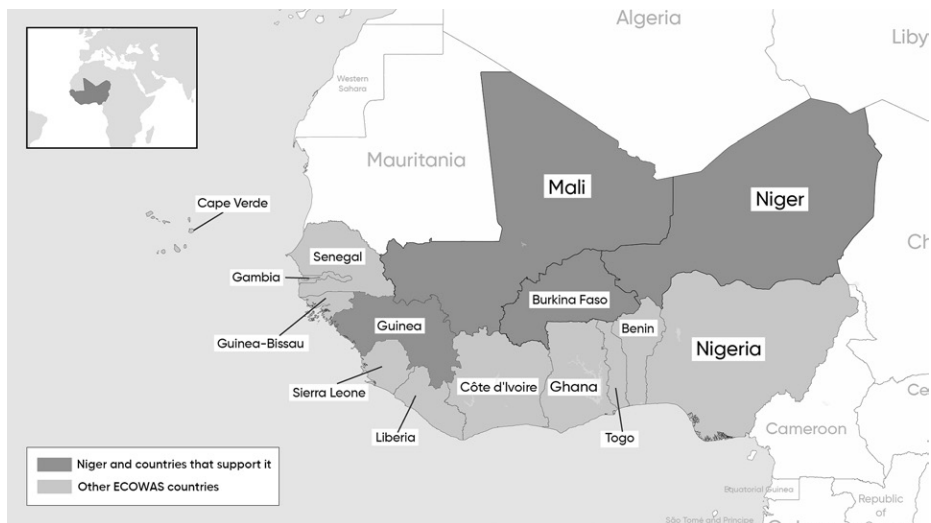 Algeria
Liby
Western
Sahara
Mauritania
Mali
Niger
Cape Verde
Ch
Senegal
Gambia
Burkina Faso
Guinea
Benin
Guinea-Bissau
Nigeria
Côte d'Ivoire
Ghana
Sierra Leone
Ce
Cameroon
Liberia
Togo
Niger and countries that support it
Other ECOWAS countries
Equatorial Guinea
Republic
of
São Tomé and Príncipe